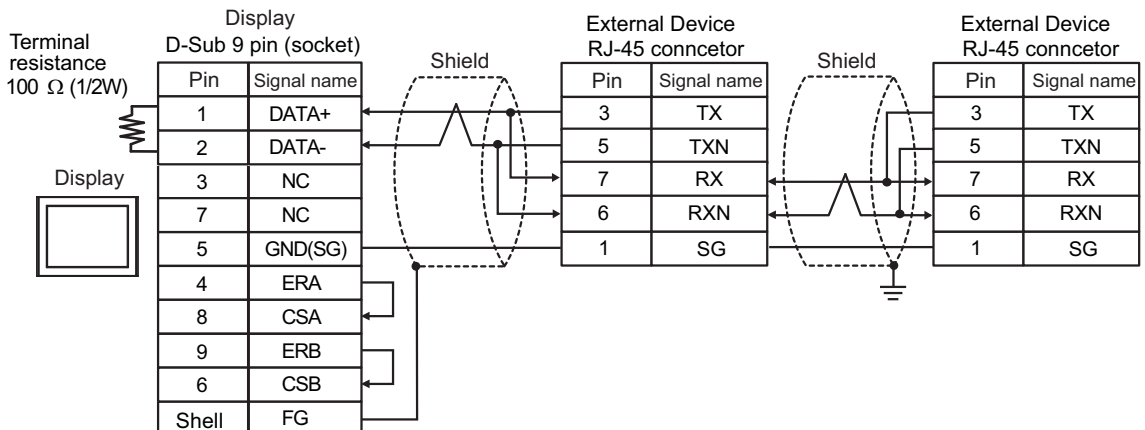 Display
D-Sub 9 pin (socket)
Terminal
resistance
100 Ω (1/2W)
Display
Pin Signal name
1 DATA+
2 DATA-
3 NC
7 NC
5 GND(SG)
4 ERA
8 CSA
9 ERB
6 CSB
Shell FG
Shield
External Device
RJ-45 conncetor
Pin Signal name
3 TX
5 TXN
7 RX
6 RXN
1 SG
Shield
External Device
RJ-45 conncetor
Pin Signal name
3 TX
5 TXN
7 RX
6 RXN
1 SG